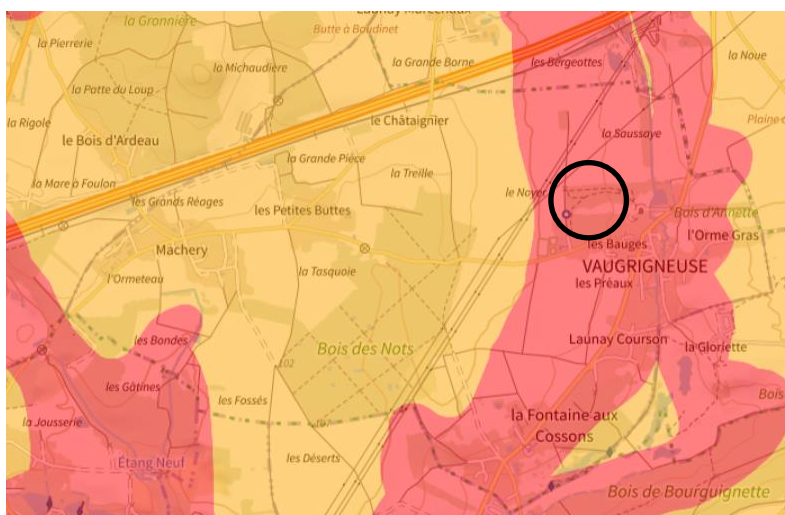 la Gronnière
Launay Maréchaux
Butte à Baudinet
la Pierrerie
la Michaudière
la Grande Borne
les Bergeottes
la Noue
la Patte du Loup
la Rigole
le Châtaignier
Plaine
le Bois d'Ardeau
la Saussaye
la Grande Pièce
la Treille
la Mare à Foulon
le Noyer
les Grands Réages
les Petites Buttes
Bois d'Annette
l'Orme Gras
Machery
les Bauges
VAUGRIGNEUSE
l'Ormeteau
la Tasquoie
les Préaux
les Bondes
Bois des Nots
Launay Courson
la Gloriette
102
les Gâtines
les Fossés
Bois
la Jousserie
la Fontaine aux
Cossons
les Déserts
Étang Neuf
Bois de Bourguignette